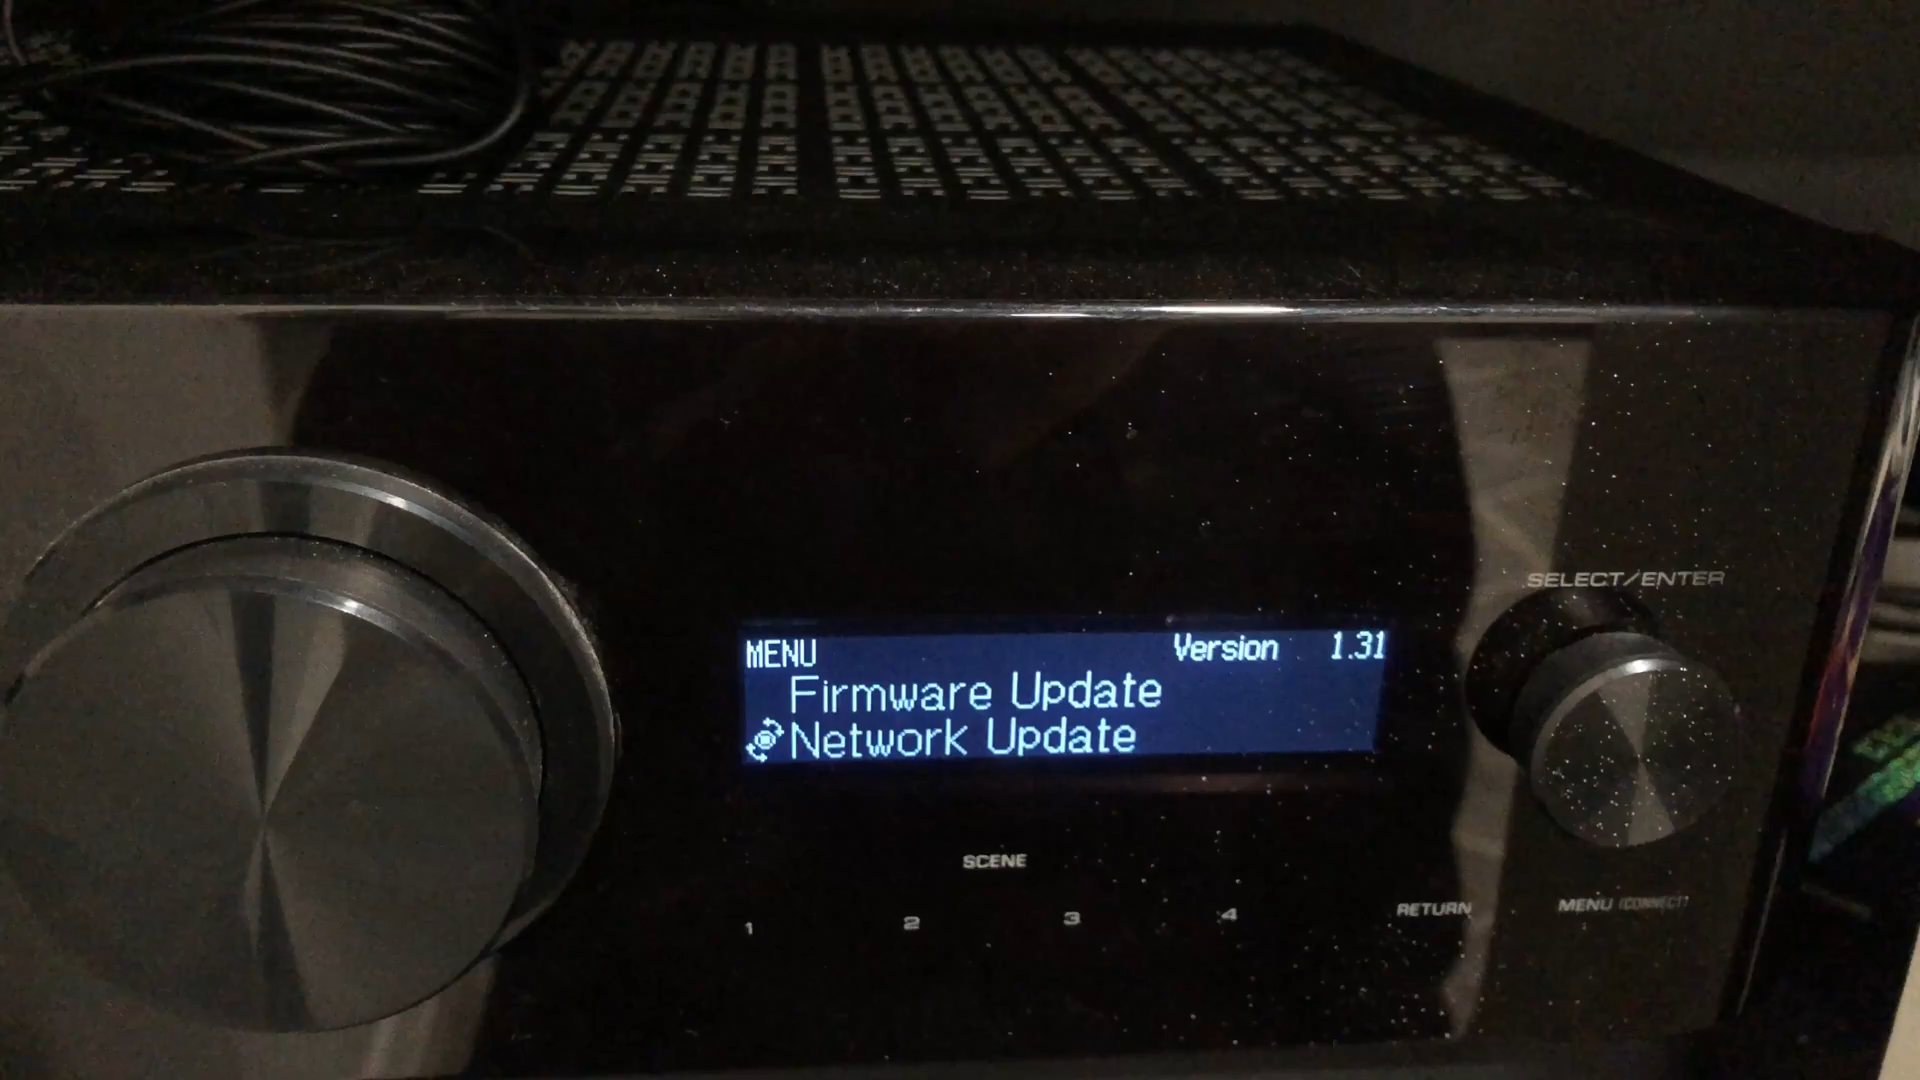 SELECT/ENTER
MENU Version 1.31
Firmware Update
Network Update
SCENE
1 2 3 4
RETURN MENU (CONNECT)